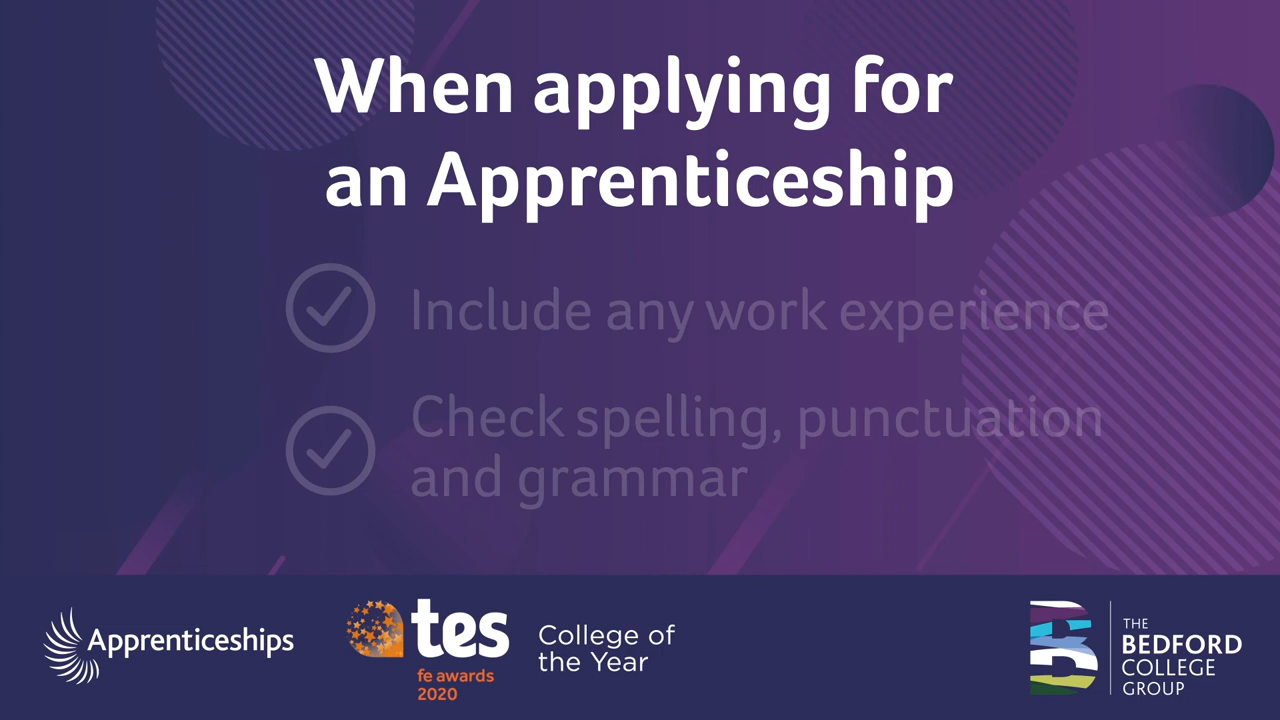 When applying for
an Apprenticeship
Include any work experience
Check spelling, punctuation
and grammar
Apprenticeships
tes
fe awards
2020
College of
the Year
THE
BEDFORD
COLLEGE
GROUP